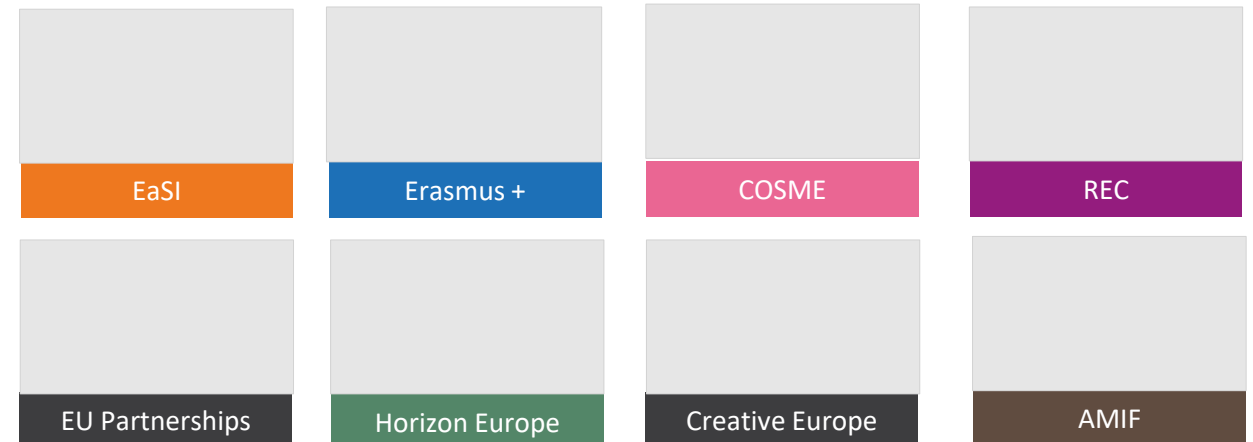 EaSI
Erasmus +
COSME
REC
EU Partnerships
Horizon Europe
Creative Europe
AMIF